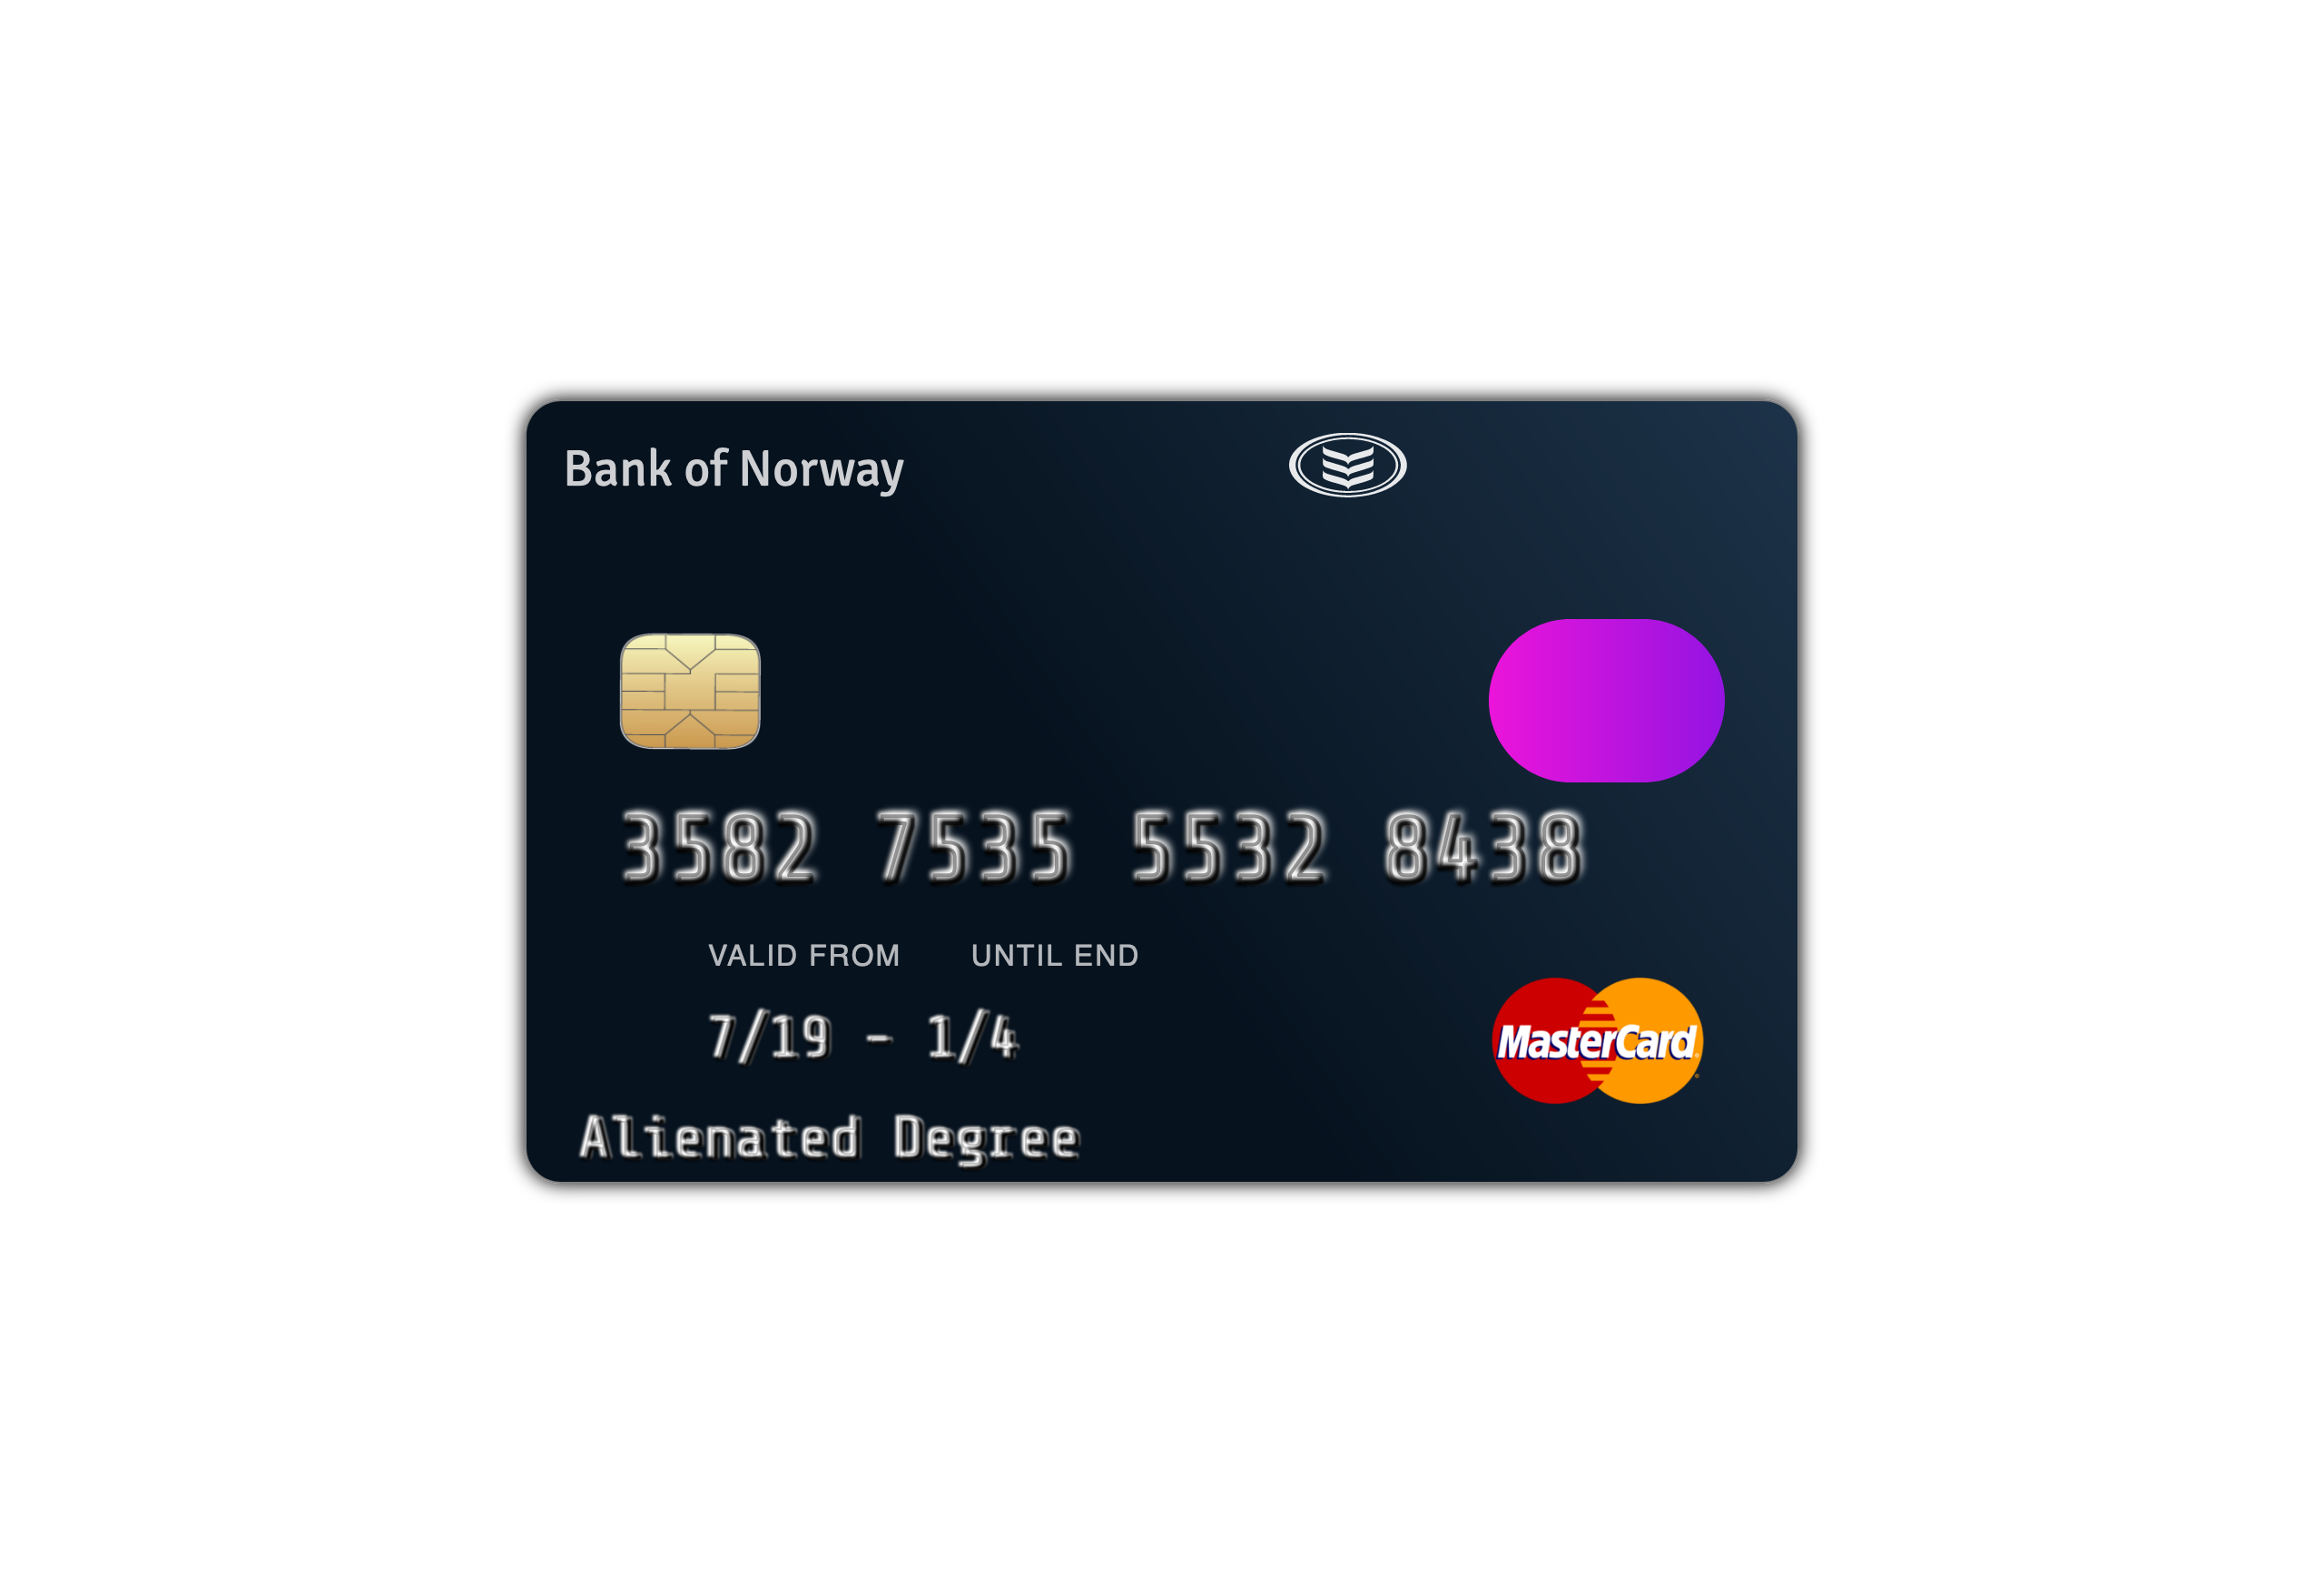 Bank of Norway
3582 7535 5532 8438
VALID FROM UNTIL END
7/19 - 1/4
MasterCard
Alienated Degree